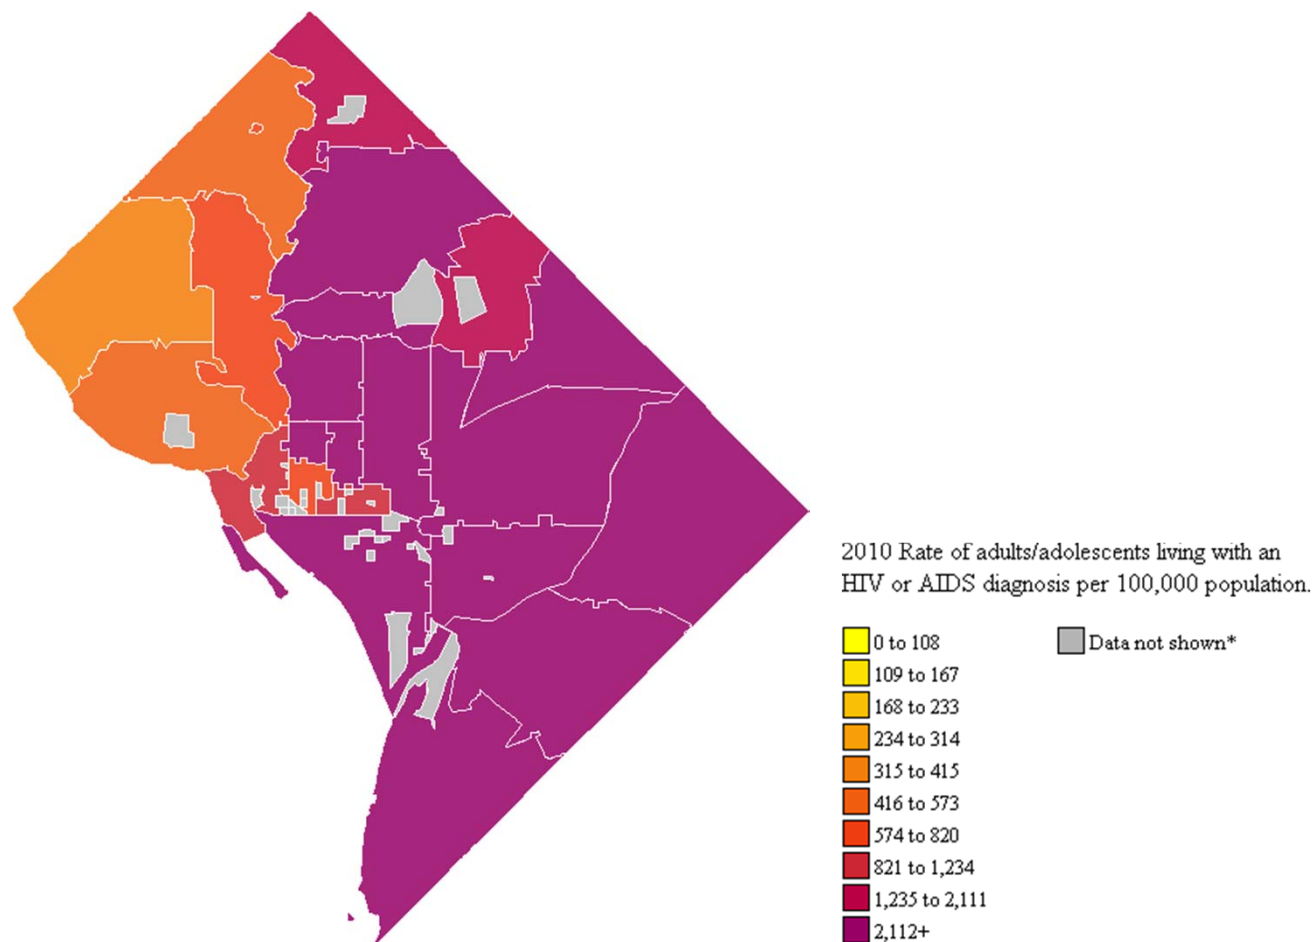 2010 Rate of adults/adolescents living with an
HIV or AIDS diagnosis per 100,000 population.
0 to 108
Data not shown*
109 to 167
168 to 233
234 to 314
315 to 415
416 to 573
574 to 820
821 to 1,234
1,235 to 2,111
2,112+